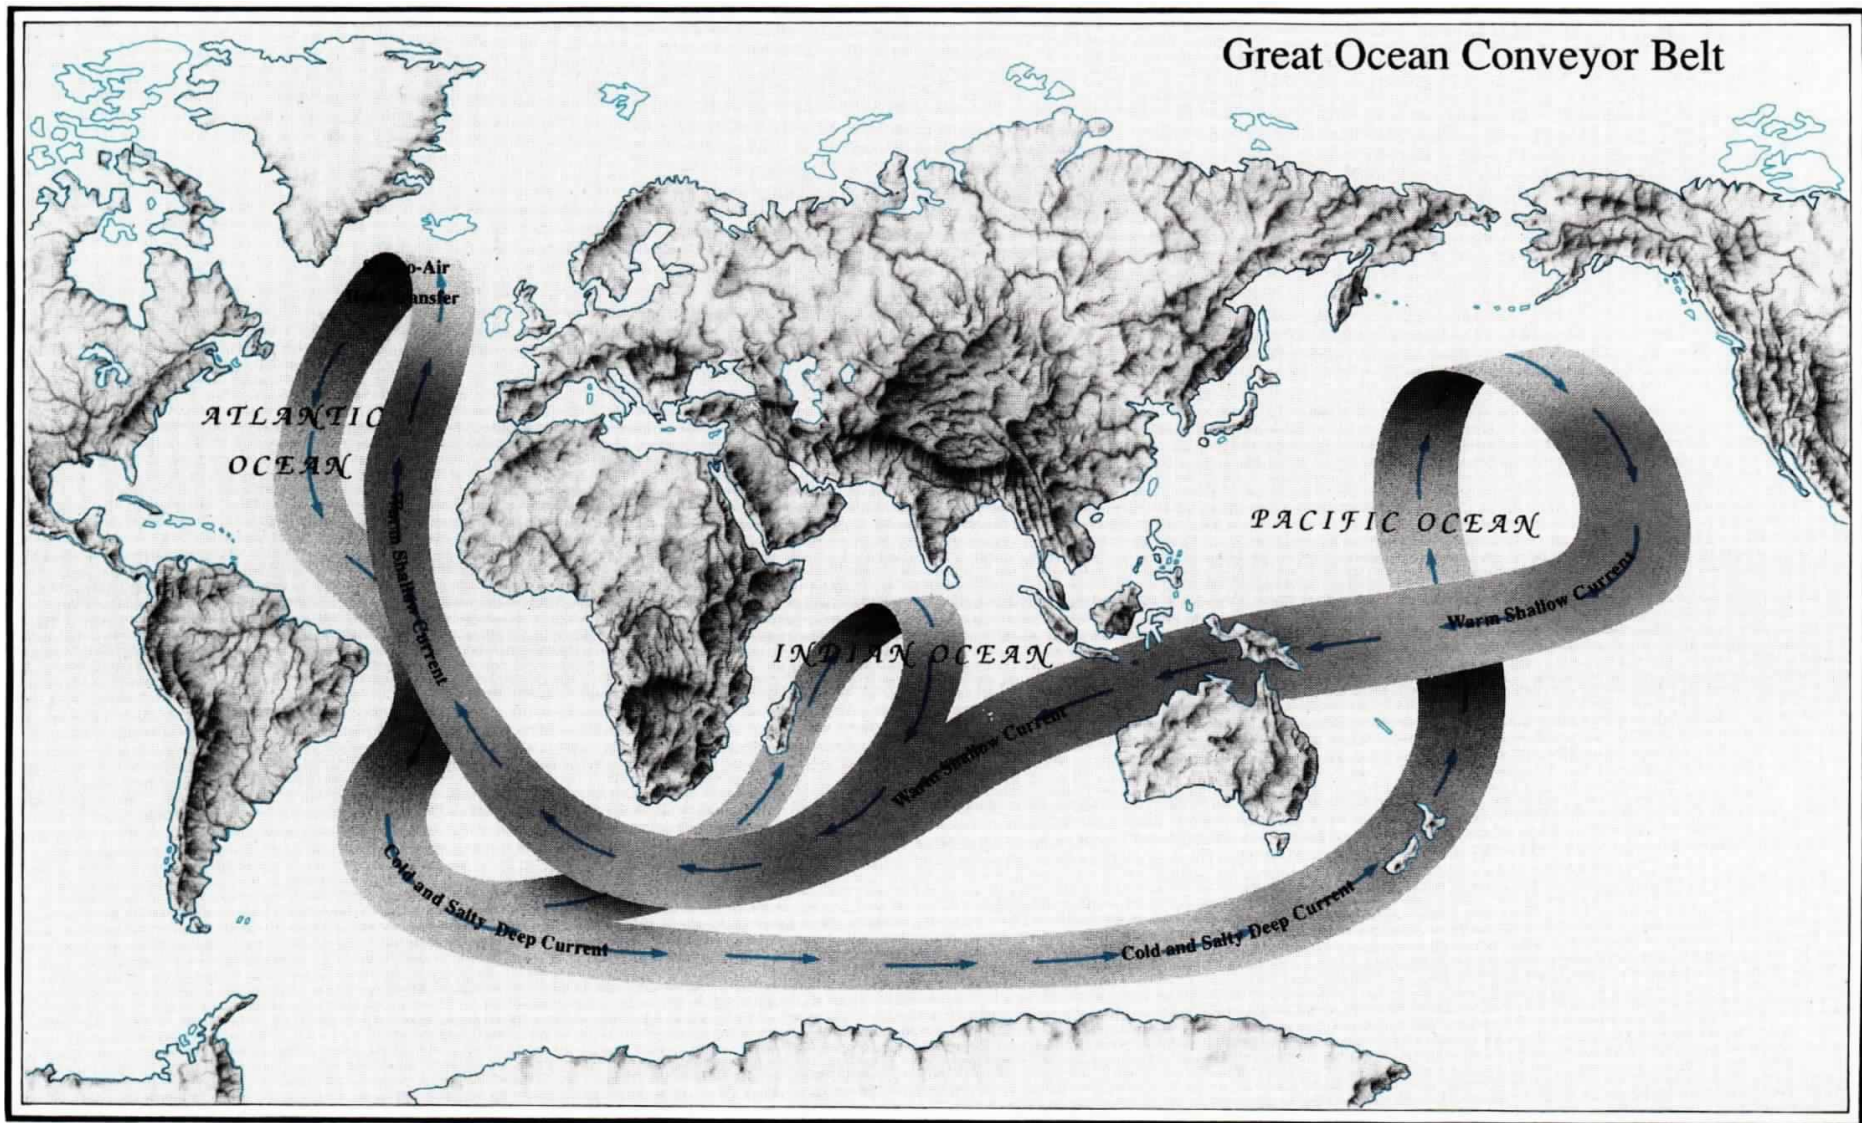 Great Ocean Conveyor Belt
-Air
ATLANTIC
OCEAN
Warm Shallow Current
PACIFIC OCEAN
Warm Shallow Current
INDIAN OCEAN
Warm Shallow Current
Cold and Salty Deep Current
Cold and Salty Deep Current